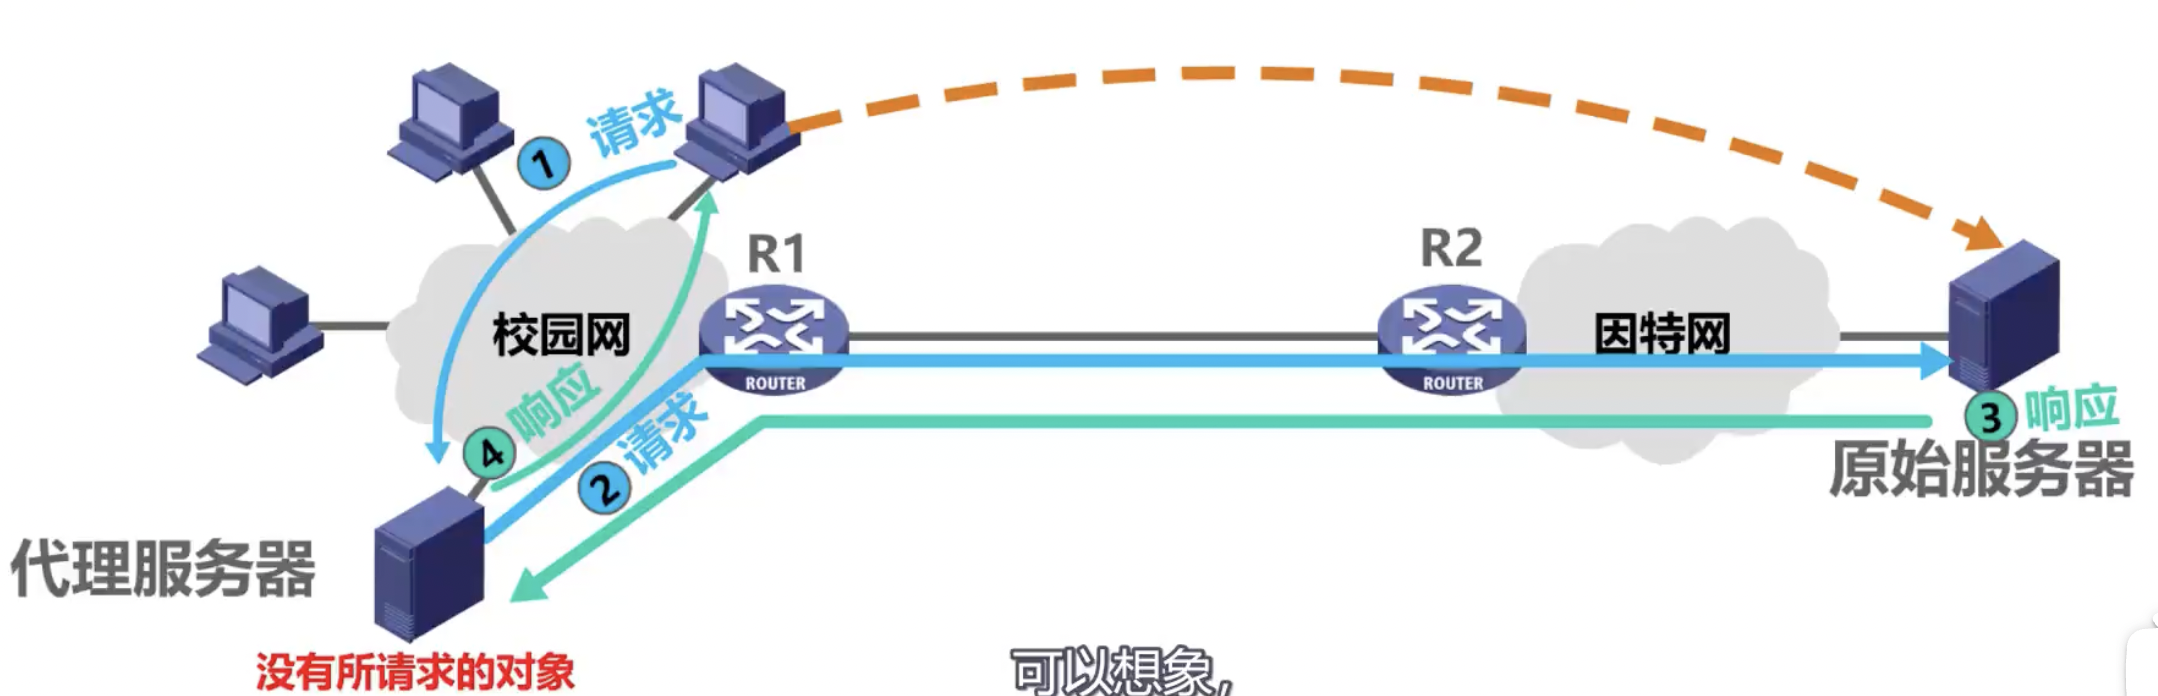 1 请求
R1
R2
校园网
因特网
ROUTER
ROUTER
4 响应
2 请求
3 响应
原始服务器
代理服务器
没有所请求的对象
可以想象，